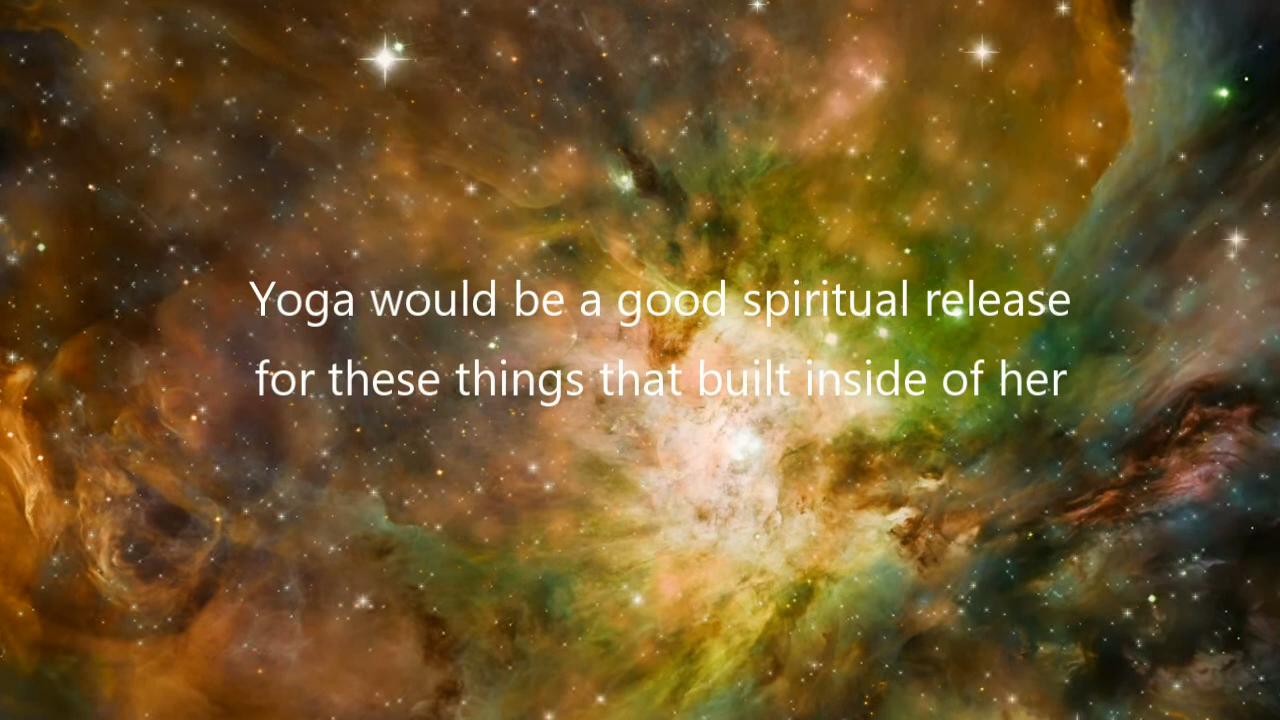 Yoga would be a good spiritual release
for these things that built inside of her